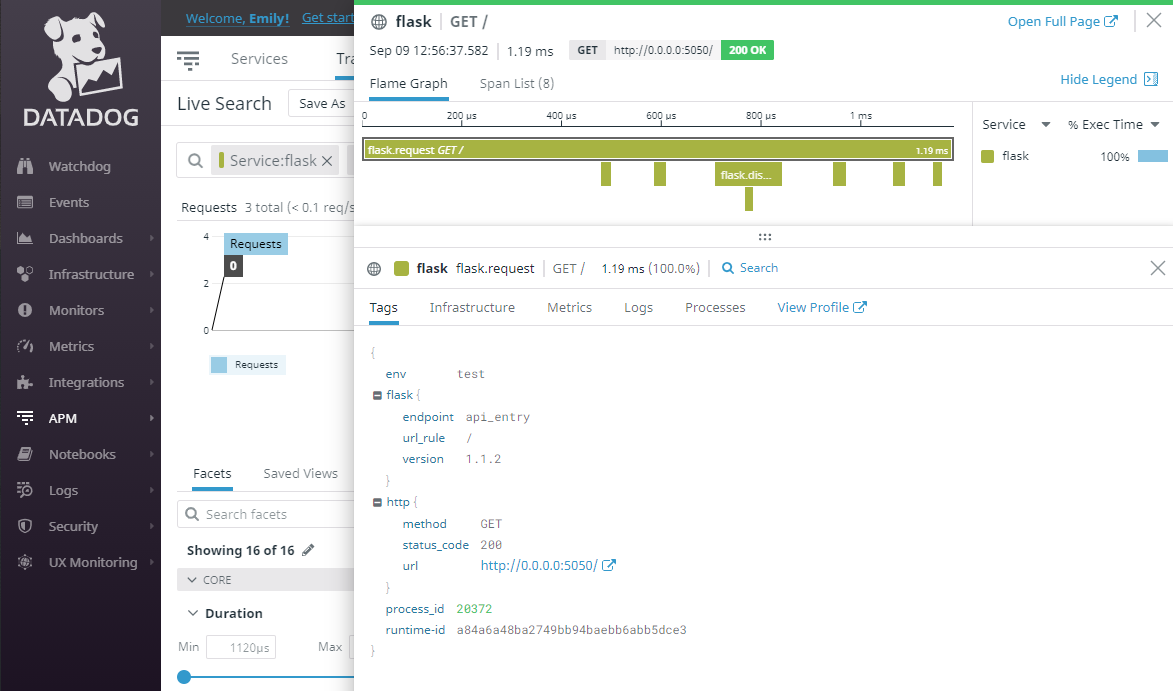 DATADOG
Watchdog
Events
Dashboards
Infrastructure
Monitors
Metrics
Integrations
APM
Notebooks
Logs
Security
UX Monitoring
Welcome, Emily! Get start
Services
Live Search
Save As
Service:flask
Requests 3 total (< 0.1 req/s
4
Requests
0
2
0
Requests
Facets
Saved Views
Search facets
Showing 16 of 16
CORE
Duration
Min
1120µs
Max
flask GET /
Open Full Page
Sep 09 12:56:37.582 1.19 ms GET http://0.0.0.0:5050/ 200 OK
Flame Graph Span List (8)
Hide Legend
0 200 µs 400 µs 600 µs 800 µs 1 ms
flask.request GET / 1.19 ms
flask.dis...
Service % Exec Time
flask 100%
flask flask.request GET / 1.19 ms (100.0%) Search
Tags Infrastructure Metrics Logs Processes View Profile
{
env test
flask {
endpoint api_entry
url_rule /
version 1.1.2
}
http {
method GET
status_code 200
url http://0.0.0.0:5050/
}
process_id 20372
runtime-id a84a6a48ba2749bb94baebb6abb5dce3
}